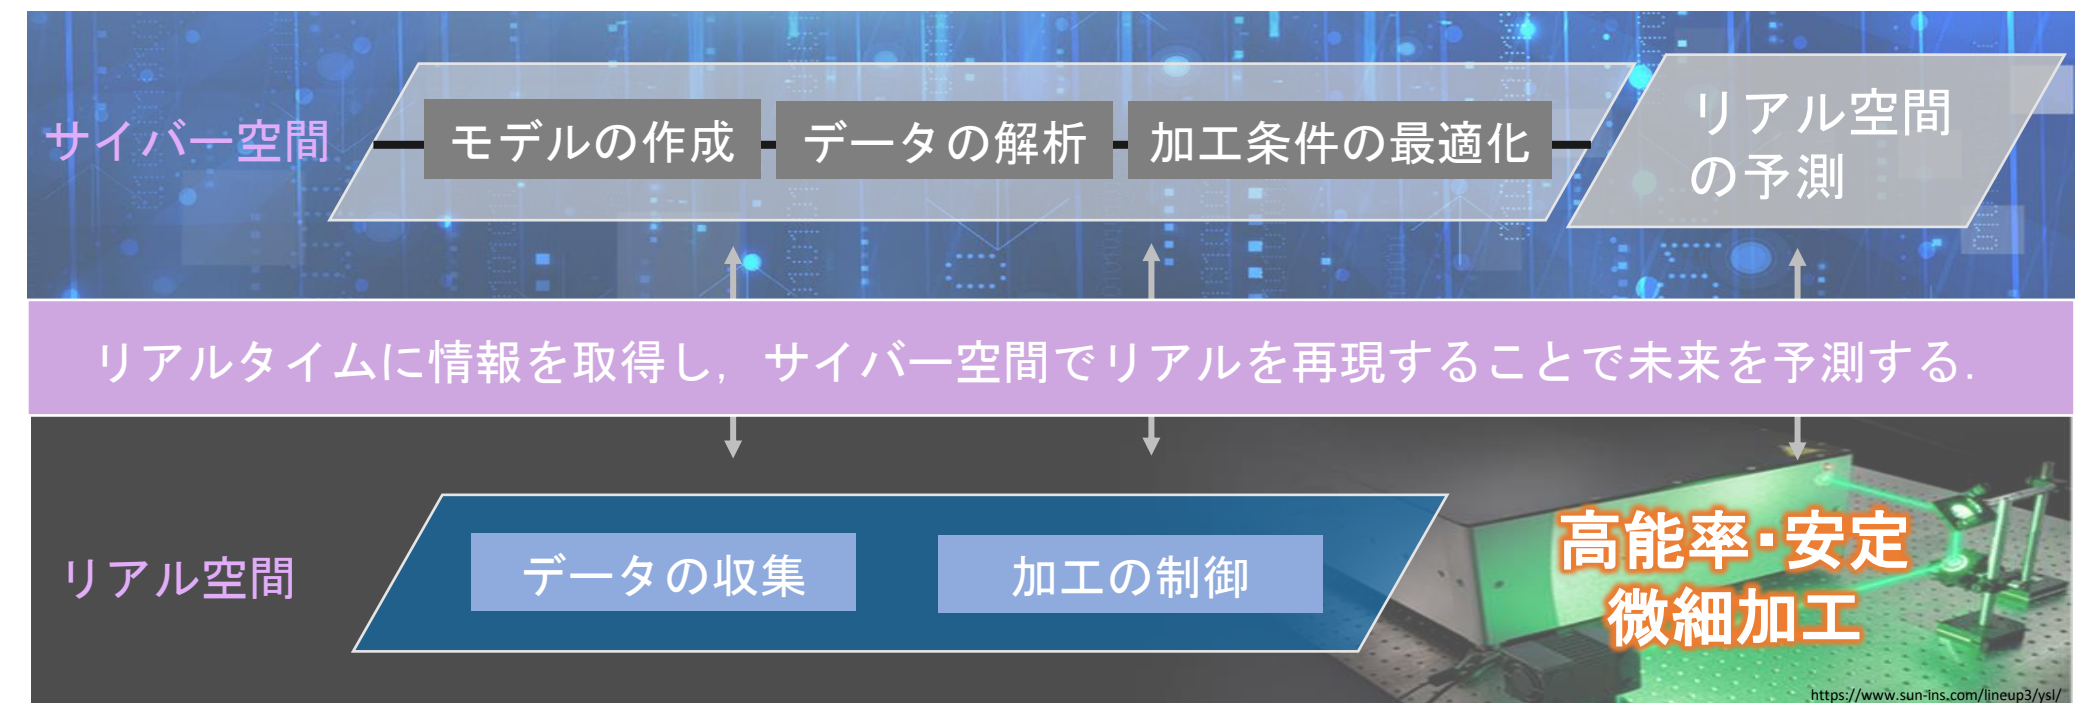 サイバー空間
モデルの作成
データの解析
加工条件の最適化
リアル空間
の予測
リアルタイムに情報を取得し，サイバー空間でリアルを再現することで未来を予測する．
リアル空間
データの収集
加工の制御
高能率・安定
微細加工
https://www.sun-ins.com/lineup3/ysl/